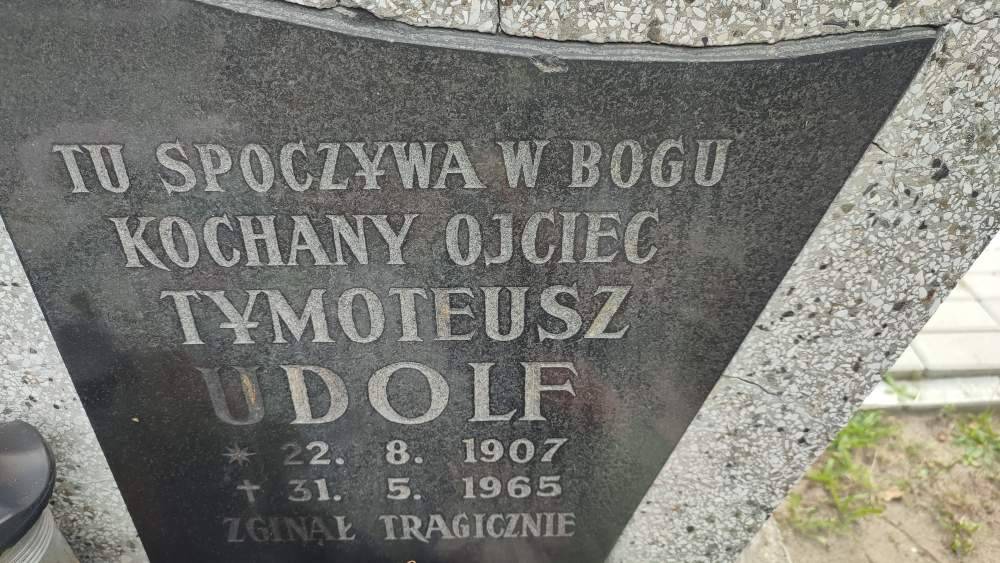 TU SPOCZYWA W BOGU
KOCHANY OJCIEC
TYMOTEUSZ
UDOLF
* 22. 8. 1907
✝ 31. 5. 1965
ZGINĄŁ TRAGICZNIE